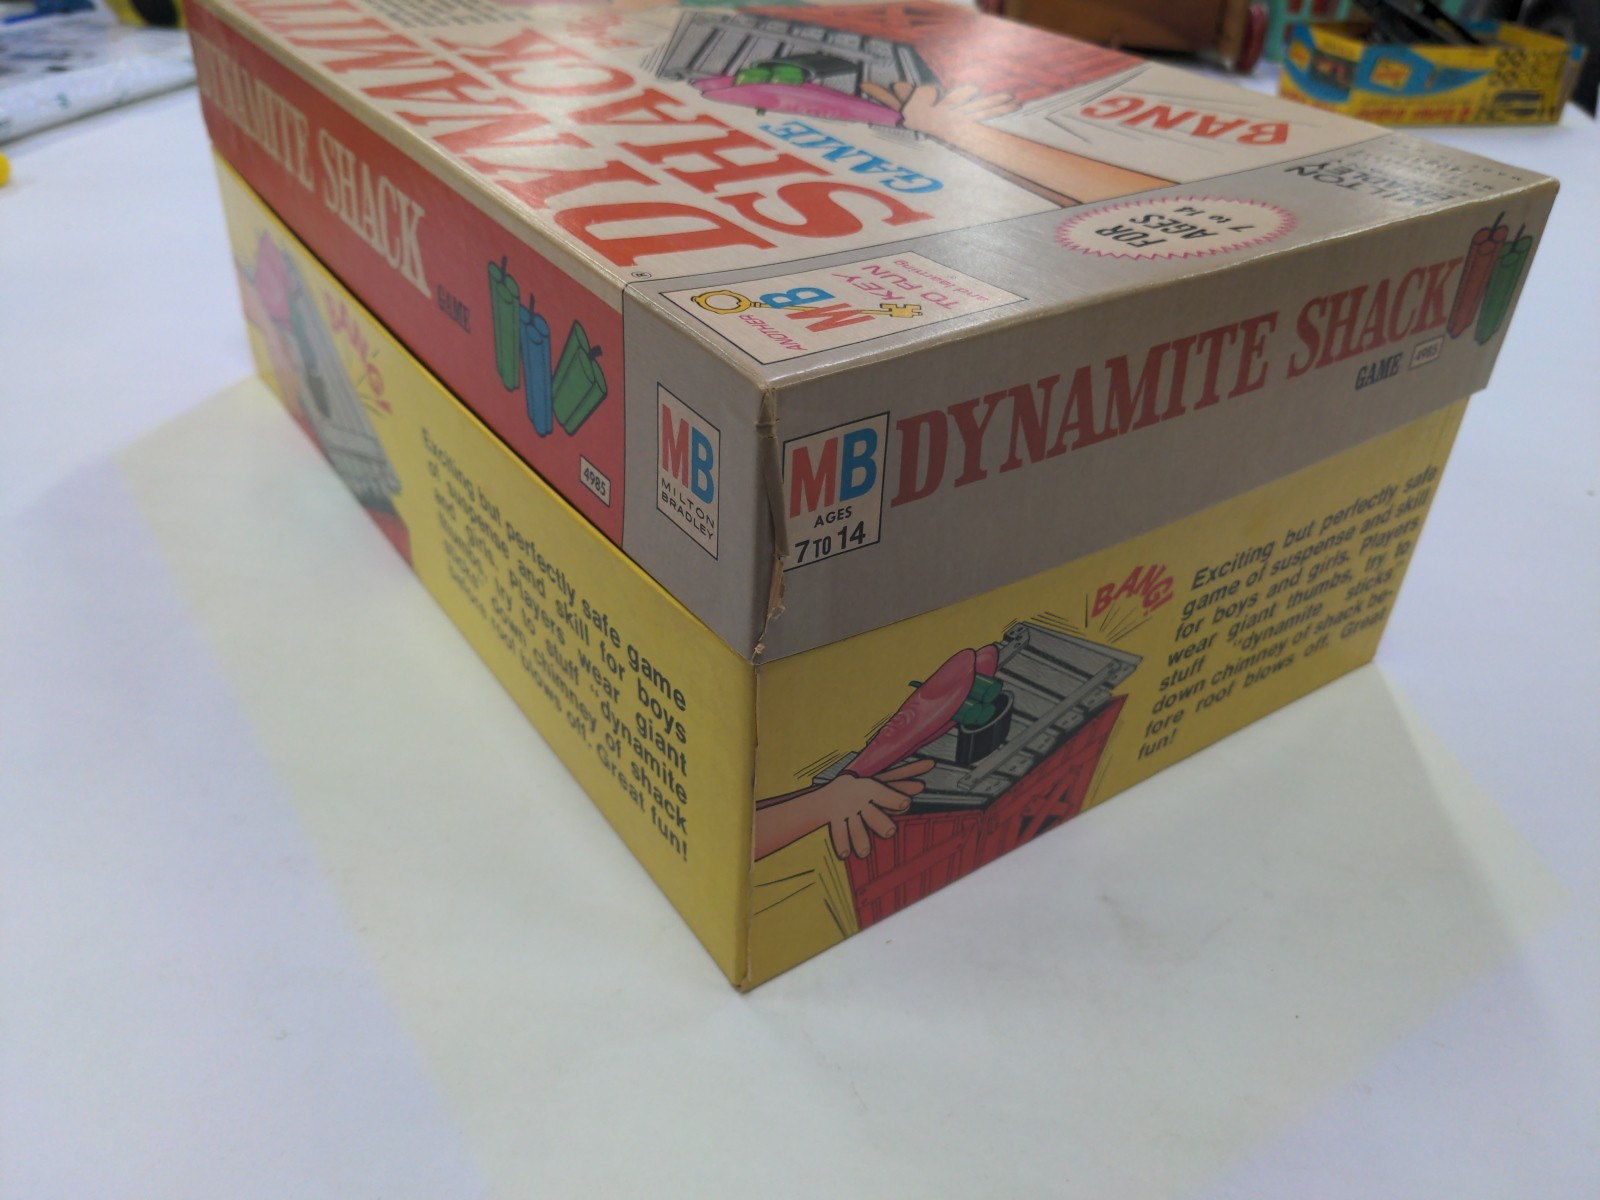 DYNAMITE
SHACK
GAME
BANG
MILTON
BRADLEY
FOR
AGES
7 to 14
ANOTHER
MB
KEY
TO FUN
and learning
®
DYNAMITE SHACK
GAME
4985
MB
MILTON
BRADLEY
BANG!
Exciting but perfectly safe game
of suspense and skill for boys
and girls. Players wear giant
thumbs, try to stuff "dynamite
sticks" down chimney of shack
before roof blows off. Great fun!
MB
AGES
7 TO 14
DYNAMITE SHACK
GAME
4985
BANG!
Exciting but perfectly safe
game of suspense and skill
for boys and girls. Players
wear giant thumbs, try to
stuff "dynamite sticks"
down chimney of shack be-
fore roof blows off. Great
fun!